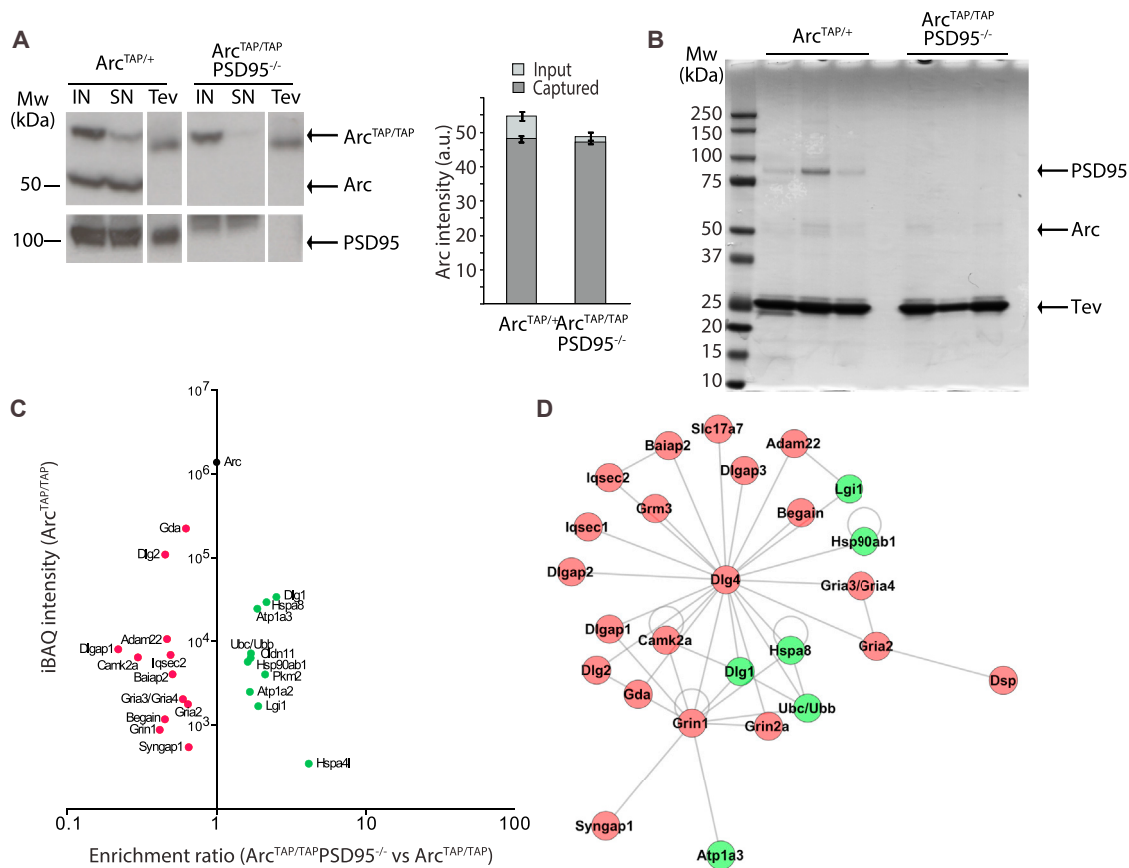 A
Arc^TAP/+
Arc^TAP/TAP
PSD95^-/-
Mw
(kDa)
IN SN Tev IN SN Tev
Arc^TAP/TAP
50
Arc
100
PSD95
Input
Captured
Arc intensity (a.u.)
50
40
30
20
10
0
Arc^TAP/+
Arc^TAP/TAP
PSD95^-/-
B
Mw
(kDa)
Arc^TAP/+
Arc^TAP/TAP
PSD95^-/-
250
150
100
75
50
37
25
20
15
10
PSD95
Arc
Tev
C
iBAQ intensity (Arc^TAP/TAP)
10^7
10^6
10^5
10^4
10^3
Arc
Gda
Dlg2
Dlg1
Hspa8
Atp1a3
Adam22
Dlgap1
Camk2a
Iqsec2
Baiap2
Ubc/Ubb
Cldn11
Hsp90ab1
Pkm2
Atp1a2
Lgi1
Gria3/Gria4
Gria2
Begain
Grin1
Syngap1
Hspa4l
0.1 1 10 100
Enrichment ratio (Arc^TAP/TAP PSD95^-/- vs Arc^TAP/TAP)
D
Slc17a7
Baiap2
Adam22
Iqsec2
Dlgap3
Lgi1
Grm3
Begain
Iqsec1
Hsp90ab1
Dlgap2
Dlg4
Gria3/Gria4
Dlgap1
Camk2a
Hspa8
Gria2
Dlg2
Dlg1
Dsp
Gda
Ubc/Ubb
Grin1
Grin2a
Syngap1
Atp1a3